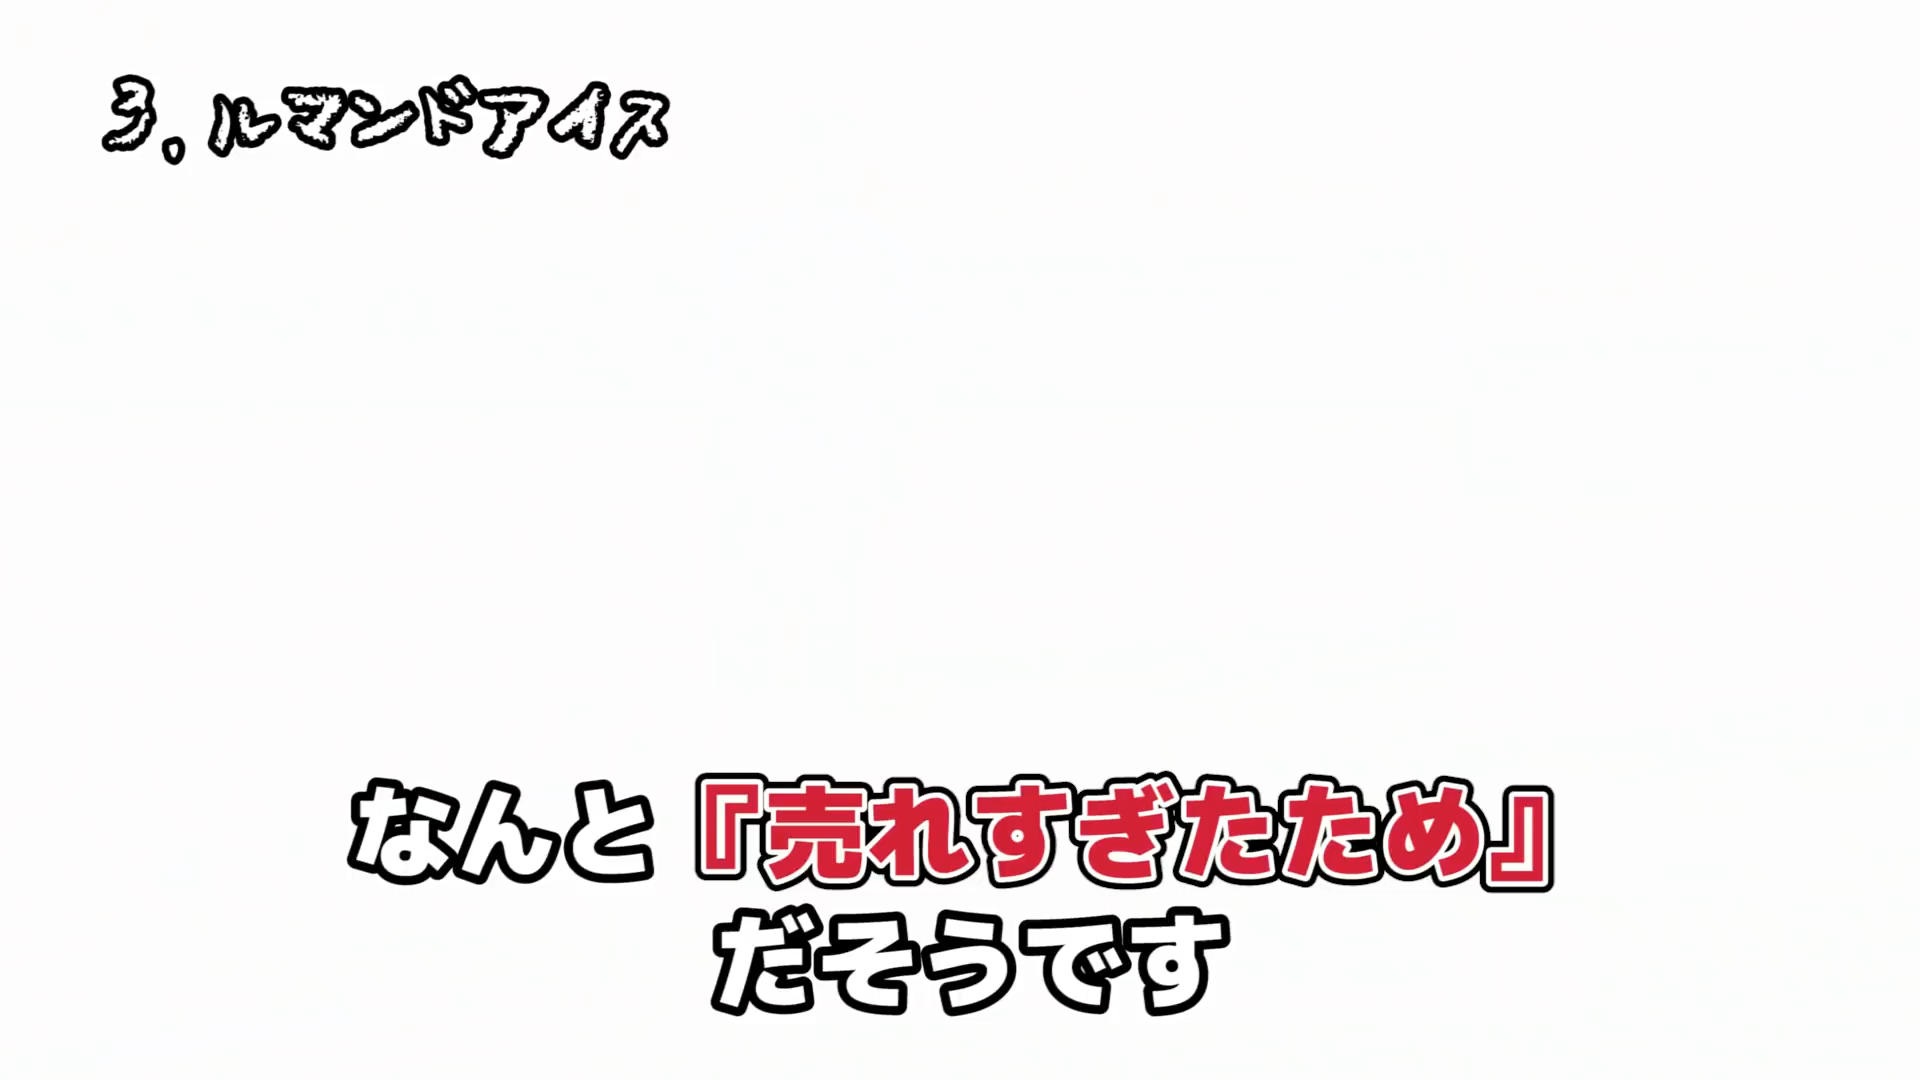 3.ルマンドアイス
なんと『売れすぎたため』
だそうです